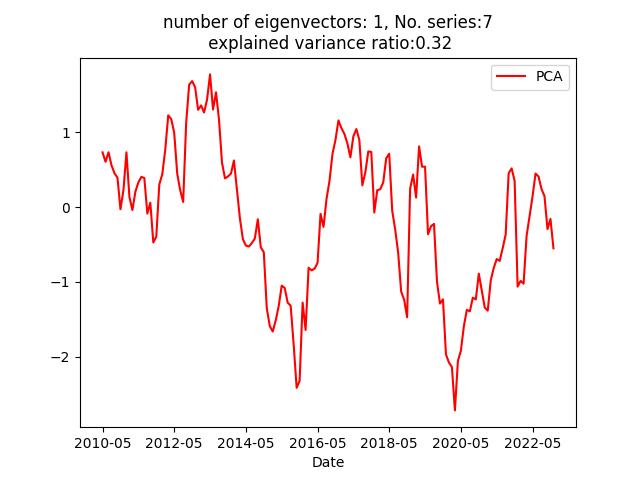 number of eigenvectors: 1, No. series:7
explained variance ratio:0.32
PCA
1
0
−1
−2
2010-05 2012-05 2014-05 2016-05 2018-05 2020-05 2022-05
Date